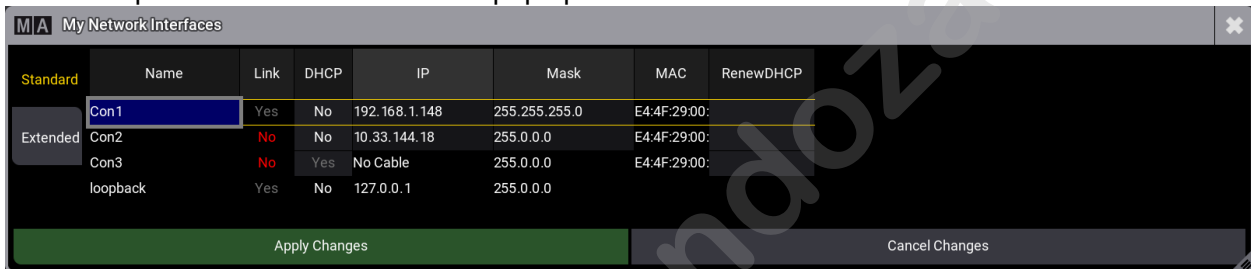 MA My Network Interfaces
Standard Name Link DHCP IP Mask MAC RenewDHCP
Con1 Yes No 192.168.1.148 255.255.255.0 E4:4F:29:00:
Extended Con2 No No 10.33.144.18 255.0.0.0 E4:4F:29:00:
Con3 No Yes No Cable 255.0.0.0 E4:4F:29:00:
loopback Yes No 127.0.0.1 255.0.0.0
Apply Changes Cancel Changes